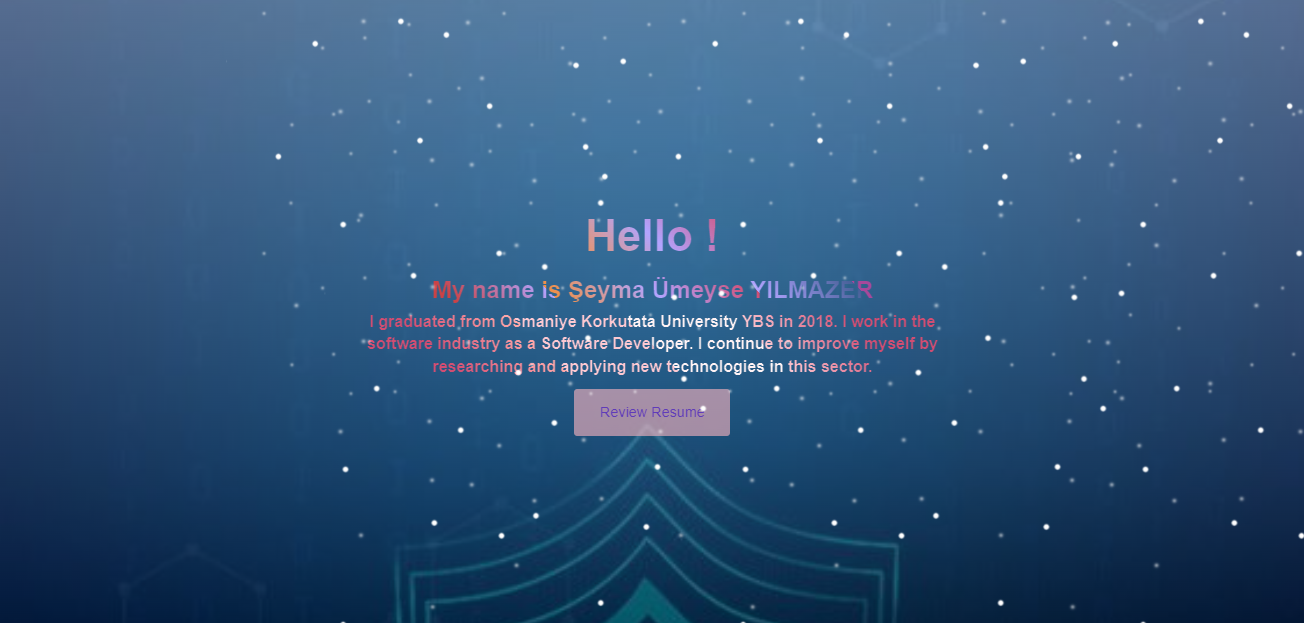 Hello !
My name is Şeyma Ümeyse YILMAZER
I graduated from Osmaniye Korkutata University YBS in 2018. I work in the
software industry as a Software Developer. I continue to improve myself by
researching and applying new technologies in this sector.
Review Resume